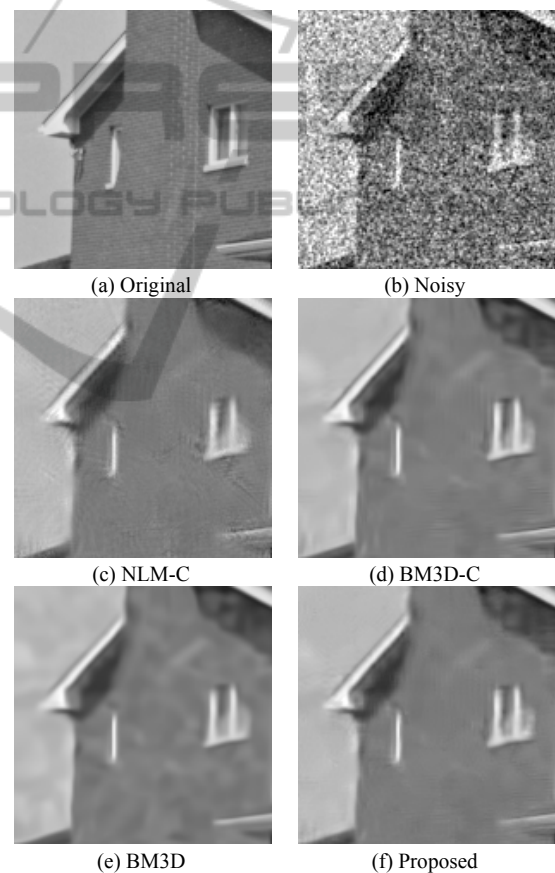 (a) Original
(b) Noisy
(c) NLM-C
(d) BM3D-C
(e) BM3D
(f) Proposed